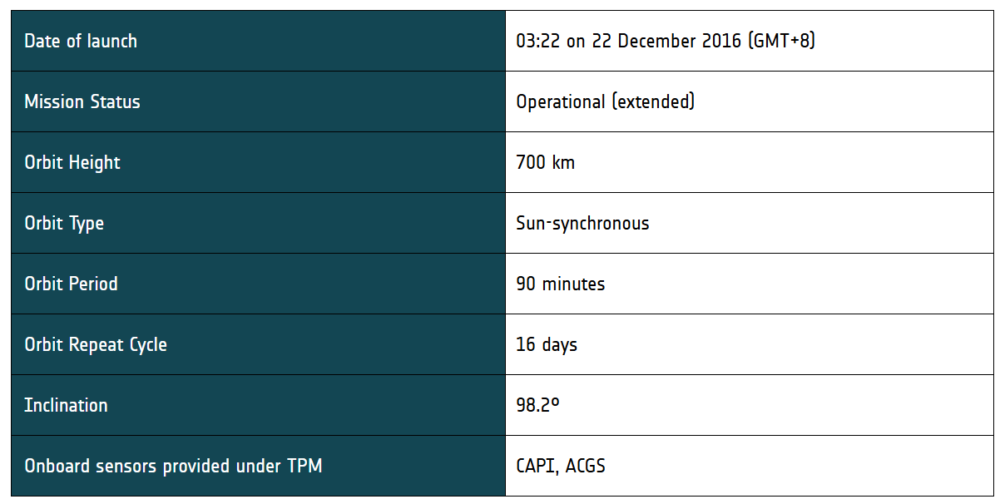 Date of launch 03:22 on 22 December 2016 (GMT+8)
Mission Status Operational (extended)
Orbit Height 700 km
Orbit Type Sun-synchronous
Orbit Period 90 minutes
Orbit Repeat Cycle 16 days
Inclination 98.2º
Onboard sensors provided under TPM CAPI, ACGS